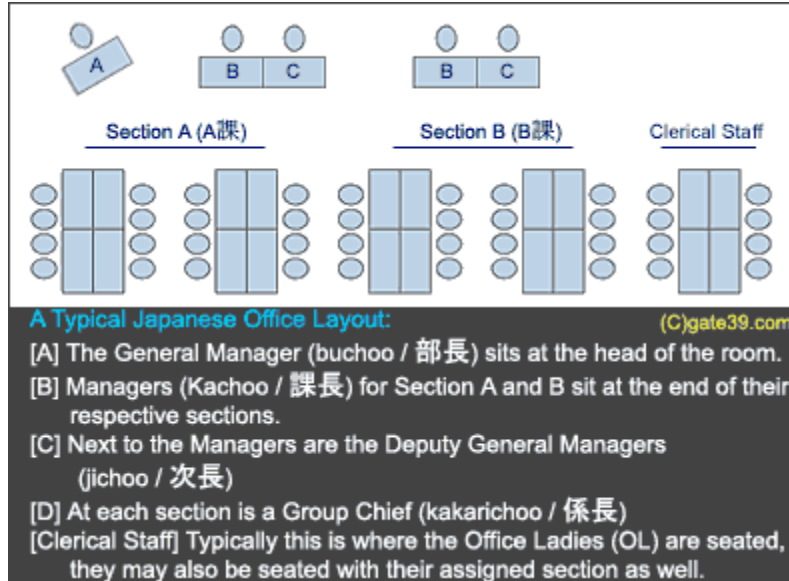 A
B C
B C
Section A (A課)
Section B (B課)
Clerical Staff
A Typical Japanese Office Layout:
(C)gate39.com
[A] The General Manager (buchoo / 部長) sits at the head of the room.
[B] Managers (Kachoo / 課長) for Section A and B sit at the end of their
respective sections.
[C] Next to the Managers are the Deputy General Managers
(jichoo / 次長)
[D] At each section is a Group Chief (kakarichoo / 係長)
[Clerical Staff] Typically this is where the Office Ladies (OL) are seated,
they may also be seated with their assigned section as well.